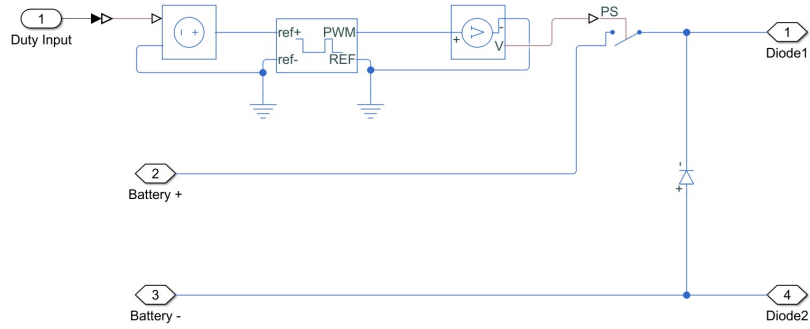 1
Duty Input
- +
ref+ PWM
ref- REF
+ V -
V
PS
1
Diode1
2
Battery +
-
+
3
Battery -
4
Diode2